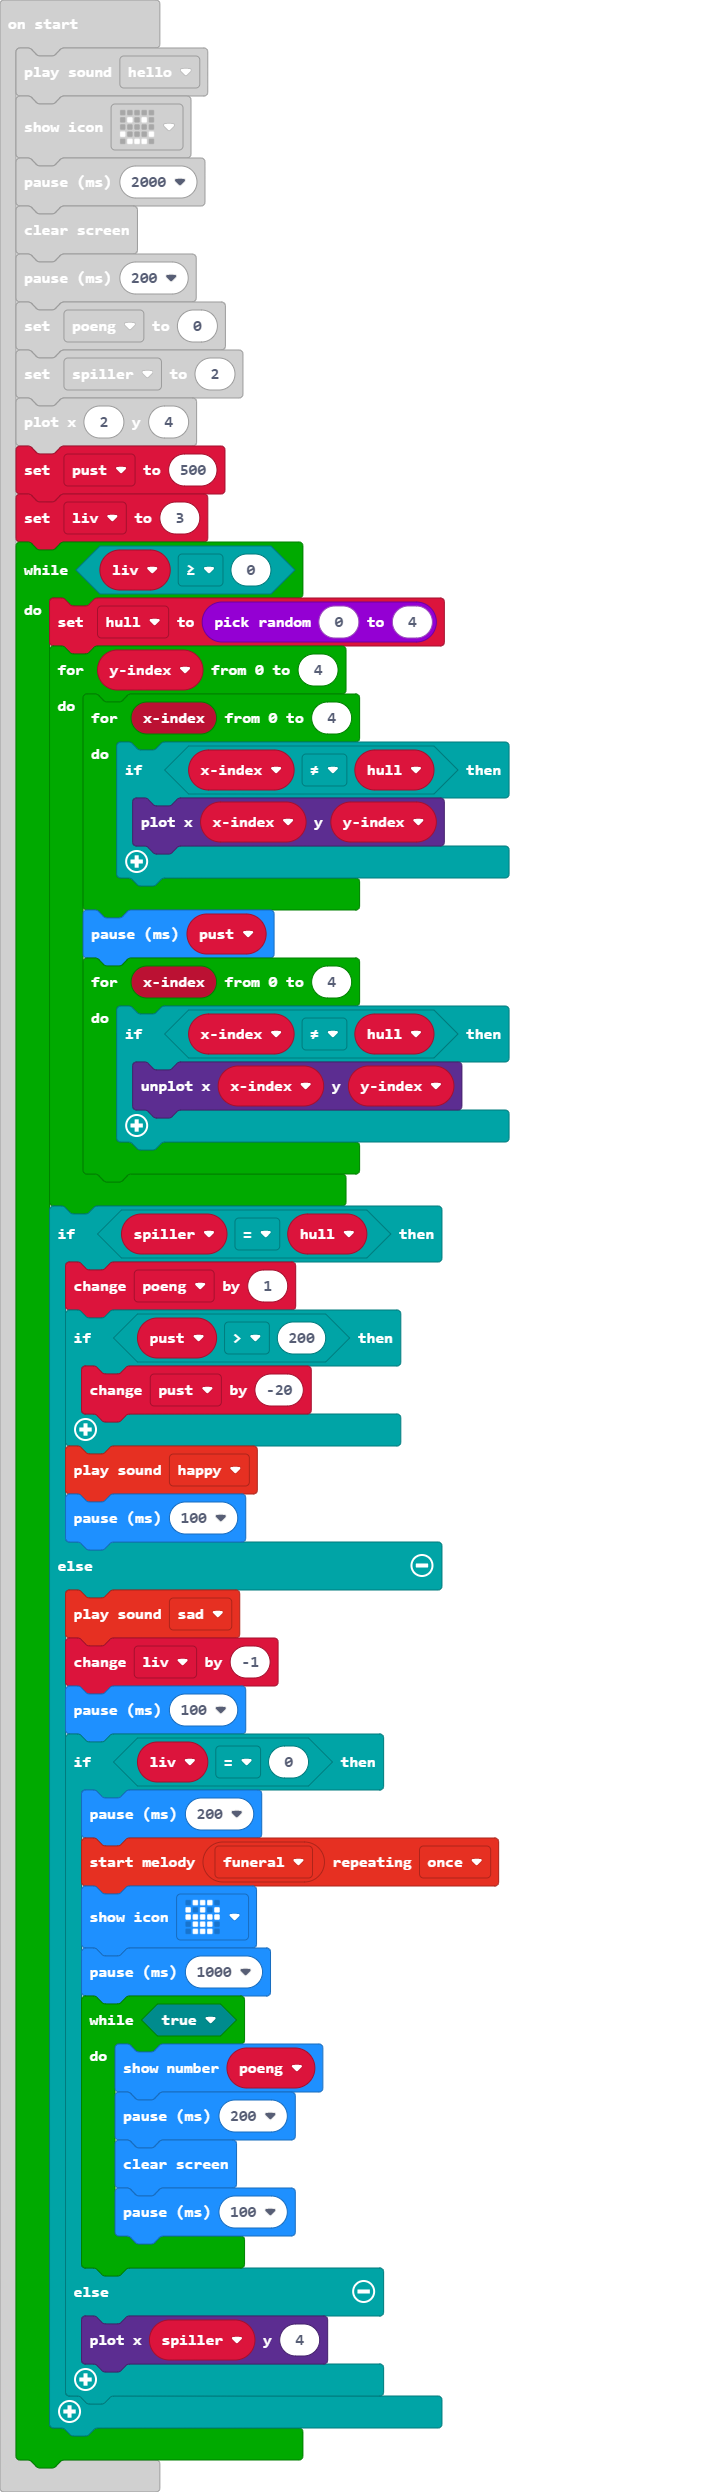 on start
play sound hello
show icon
pause (ms) 2000
clear screen
pause (ms) 200
set poeng to 0
set spiller to 2
plot x 2 y 4
set pust to 500
set liv to 3
while liv ≥ 0
do
set hull to pick random 0 to 4
for y-index from 0 to 4
do
for x-index from 0 to 4
do
if x-index ≠ hull then
plot x x-index y y-index
pause (ms) pust
for x-index from 0 to 4
do
if x-index ≠ hull then
unplot x x-index y y-index
if spiller = hull then
change poeng by 1
if pust > 200 then
change pust by -20
play sound happy
pause (ms) 100
else
play sound sad
change liv by -1
pause (ms) 100
if liv = 0 then
pause (ms) 200
start melody funeral repeating once
show icon
pause (ms) 1000
while true
do
show number poeng
pause (ms) 200
clear screen
pause (ms) 100
else
plot x spiller y 4